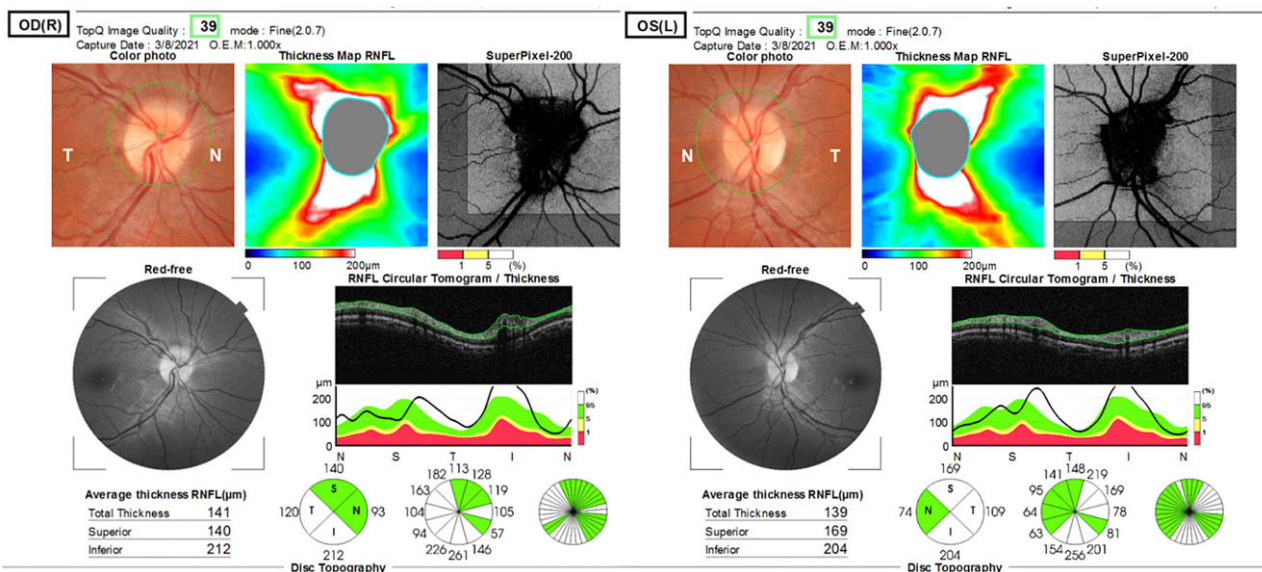 OD(R) TopQ Image Quality : 39 mode : Fine(2.0.7)
Capture Date : 3/8/2021 O.E.M:1.000x
Color photo Thickness Map RNFL SuperPixel-200
T N
0 100 200μm 1 5 (%)
Red-free RNFL Circular Tomogram / Thickness
μm
200
100
0
(%)
95
5
1
N S T I N
Average thickness RNFL(μm)
Total Thickness 141
Superior 140
Inferior 212
140
S
120 T N 93
I
212
113
182 128
163 119
104 105
94 57
226 146
261
Disc Topography
OS(L) TopQ Image Quality : 39 mode : Fine(2.0.7)
Capture Date : 3/8/2021 O.E.M:1.000x
Color photo Thickness Map RNFL SuperPixel-200
N T
0 100 200μm 1 5 (%)
Red-free RNFL Circular Tomogram / Thickness
μm
200
100
0
(%)
95
5
1
N S T I N
Average thickness RNFL(μm)
Total Thickness 139
Superior 169
Inferior 204
169
S
74 N T 109
I
204
148
141 219
95 169
64 78
63 81
154 201
256
Disc Topography